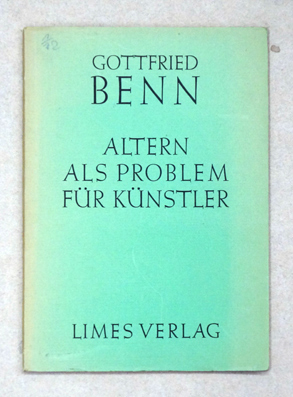 GOTTFRIED
BENN
ALTERN
ALS PROBLEM
FÜR KÜNSTLER
LIMES VERLAG